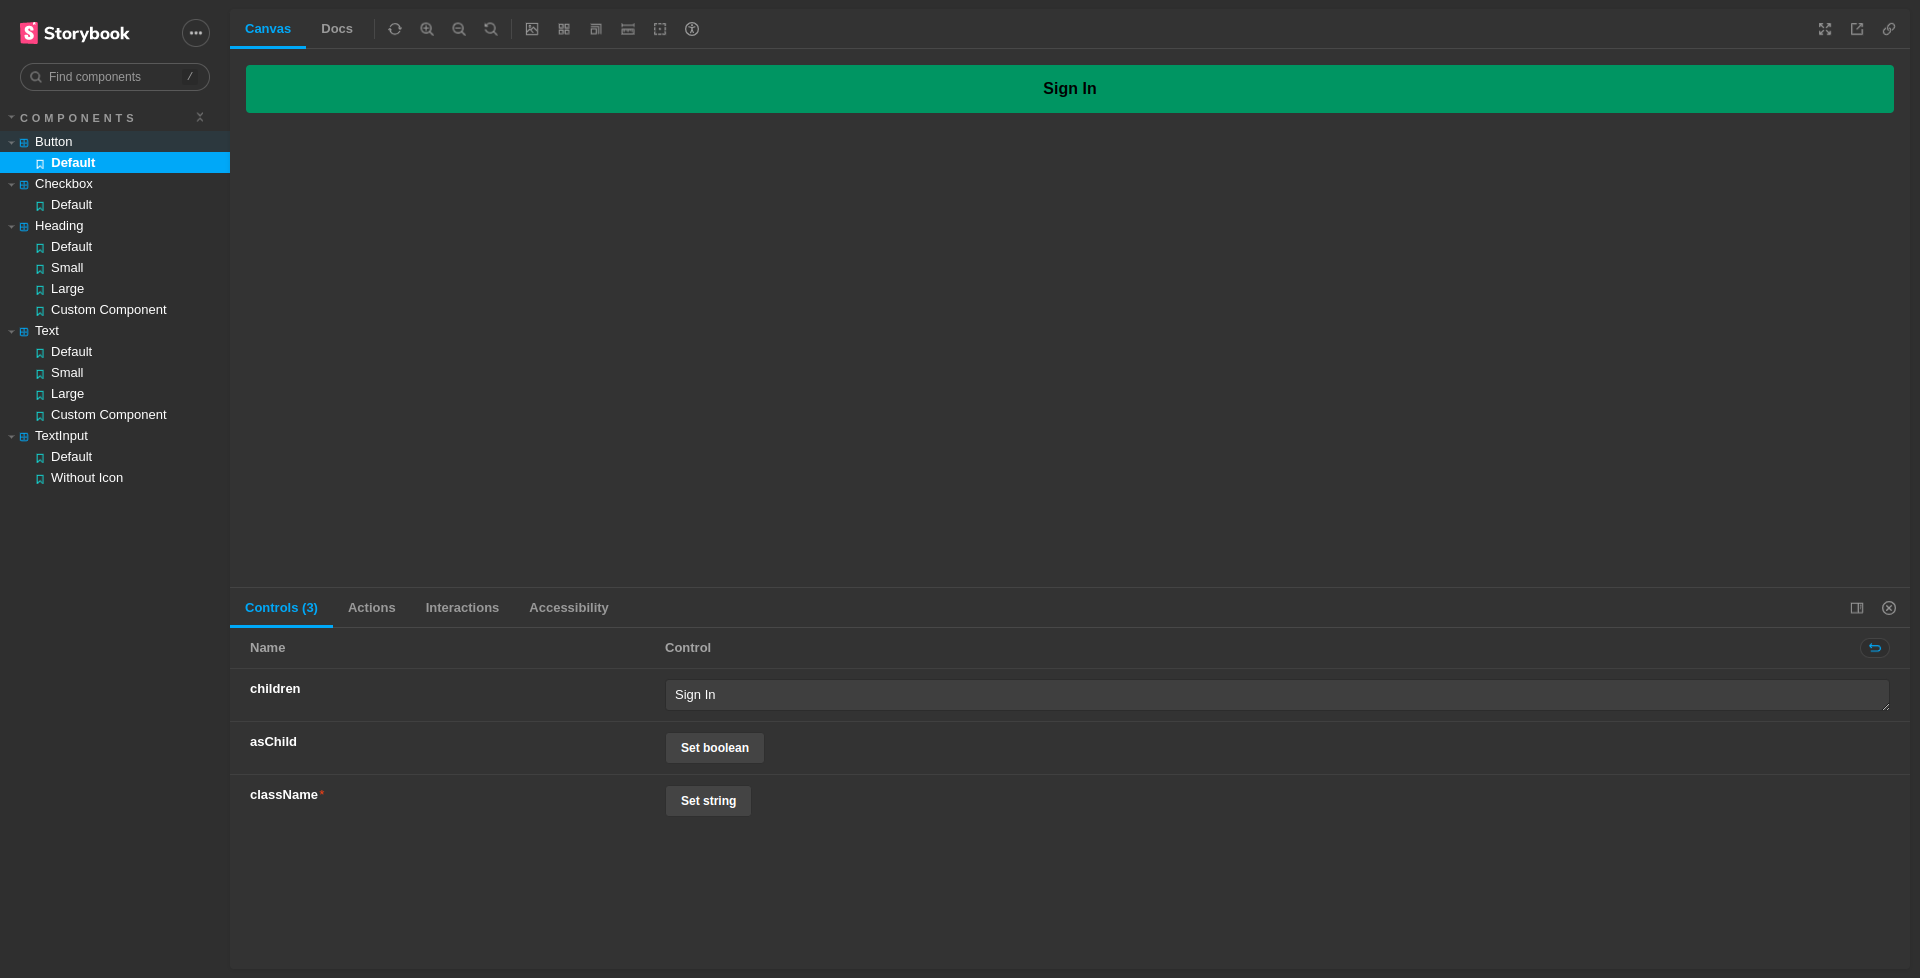 Storybook
Find components /
COMPONENTS
Button
Default
Checkbox
Default
Heading
Default
Small
Large
Custom Component
Text
Default
Small
Large
Custom Component
TextInput
Default
Without Icon
Canvas Docs
Sign In
Controls (3) Actions Interactions Accessibility
Name Control
children Sign In
asChild Set boolean
className* Set string